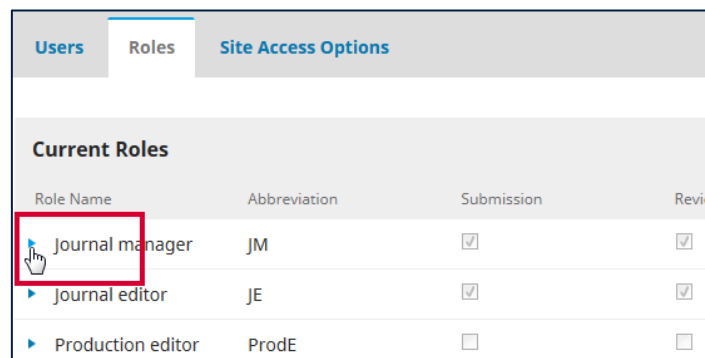 Users Roles Site Access Options
Current Roles
Role Name Abbreviation Submission Revi
Journal manager JM
Journal editor JE
Production editor ProdE